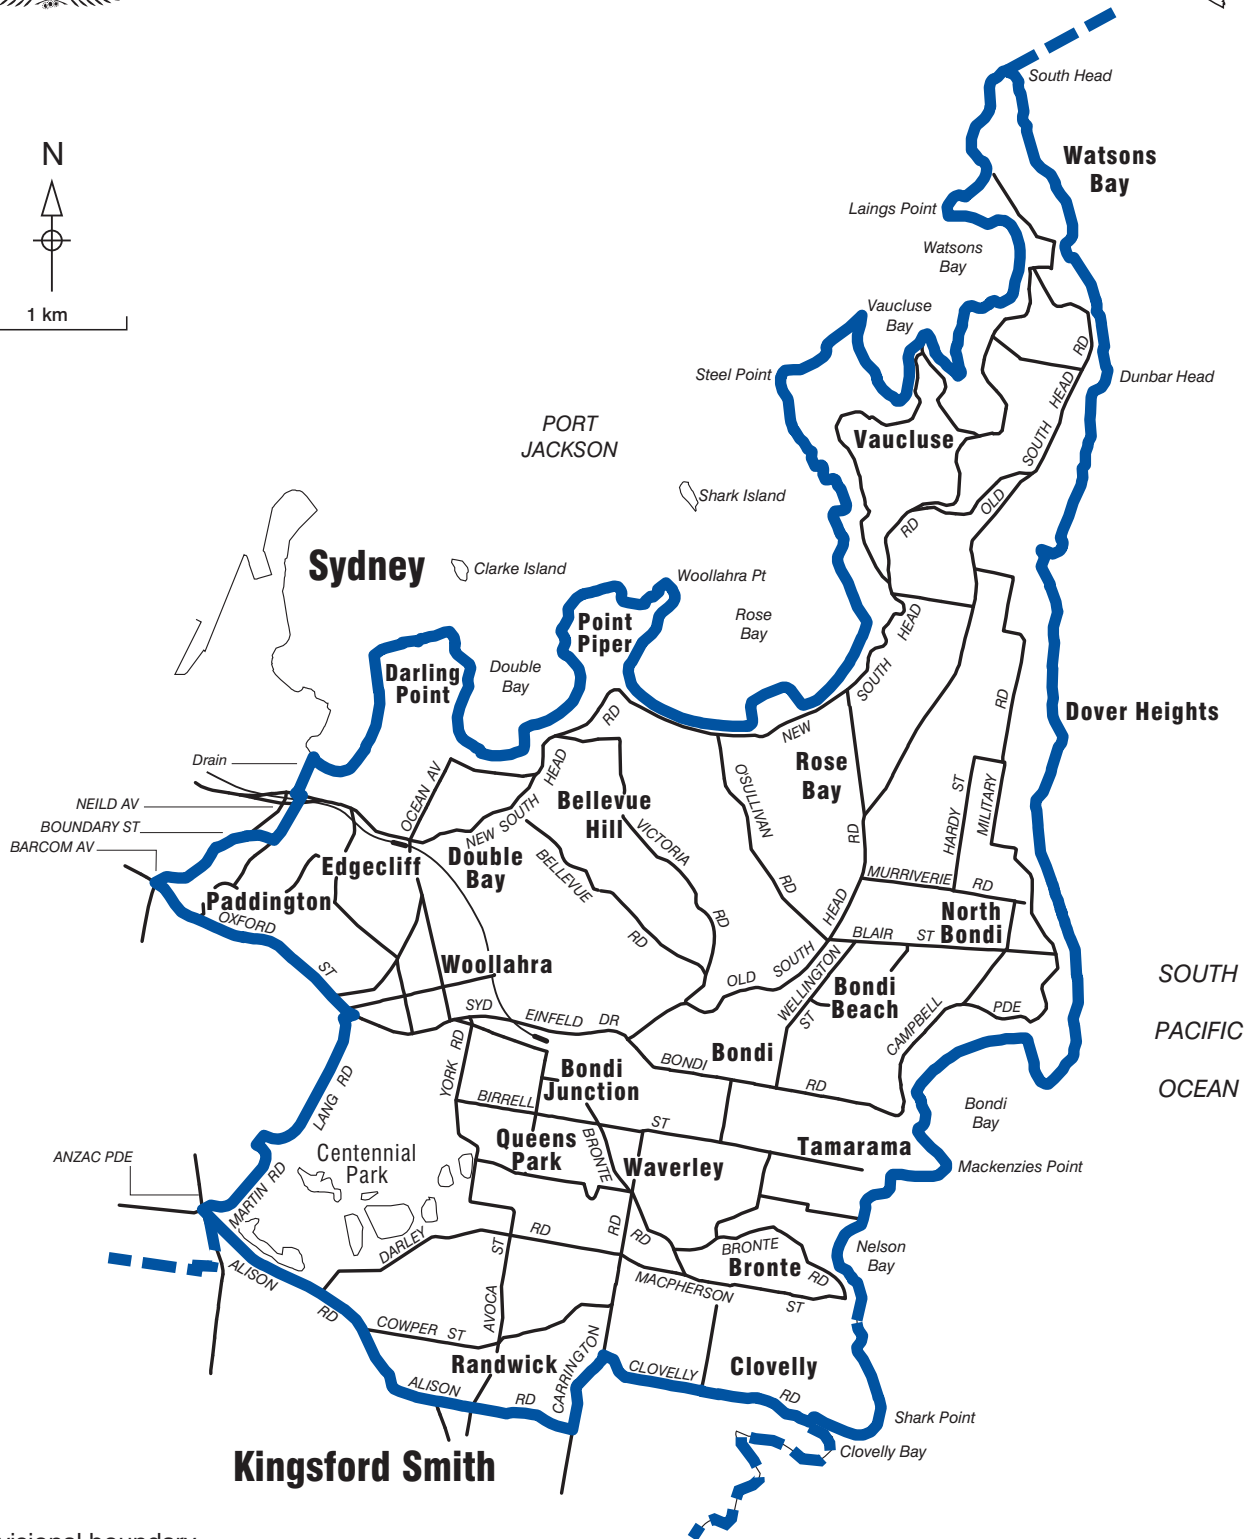 South Head
N
Watsons
Bay
Laings Point
Watsons
Bay
1 km
Vaucluse
Bay
RD
Steel Point
HEAD
Dunbar Head
PORT
JACKSON
SOUTH
Vaucluse
Shark Island
OLD
RD
Sydney
Clarke Island
Woollahra Pt
Point
Piper
Rose
Bay
HEAD
Darling
Point
Double
Bay
SOUTH
RD
RD
Dover Heights
NEW
Drain
HEAD
Rose
Bay
OCEAN AV
O'SULLIVAN
HARDY ST
MILITARY
NEILD AV
Bellevue
Hill
NEW SOUTH
BOUNDARY ST
VICTORIA
RD
BARCOM AV
Edgecliff
Double
Bay
BELLEVUE
MURRIVERIE RD
RD
Paddington
HEAD
North
Bondi
OXFORD
RD
BLAIR ST
RD
ST
Woollahra
SOUTH
OLD
WELLINGTON
SOUTH
Bondi
Beach
SYD EINFELD DR
ST
CAMPBELL
PDE
PACIFIC
YORK RD
Bondi
BONDI
RD
Bondi
Junction
OCEAN
LANG RD
BIRRELL
ST
Bondi
Bay
Queens
Park
BRONTE
Waverley
Tamarama
ANZAC PDE
Centennial
Park
Mackenzies Point
MARTIN RD
RD
RD
RD
DARLEY
ST
BRONTE
RD
Nelson
Bay
Bronte
ALISON
MACPHERSON
ST
RD
AVOCA
COWPER ST
CARRINGTON
Randwick
CLOVELLY
Clovelly
ALISON
RD
RD
Shark Point
Clovelly Bay
Kingsford Smith
visional boundary